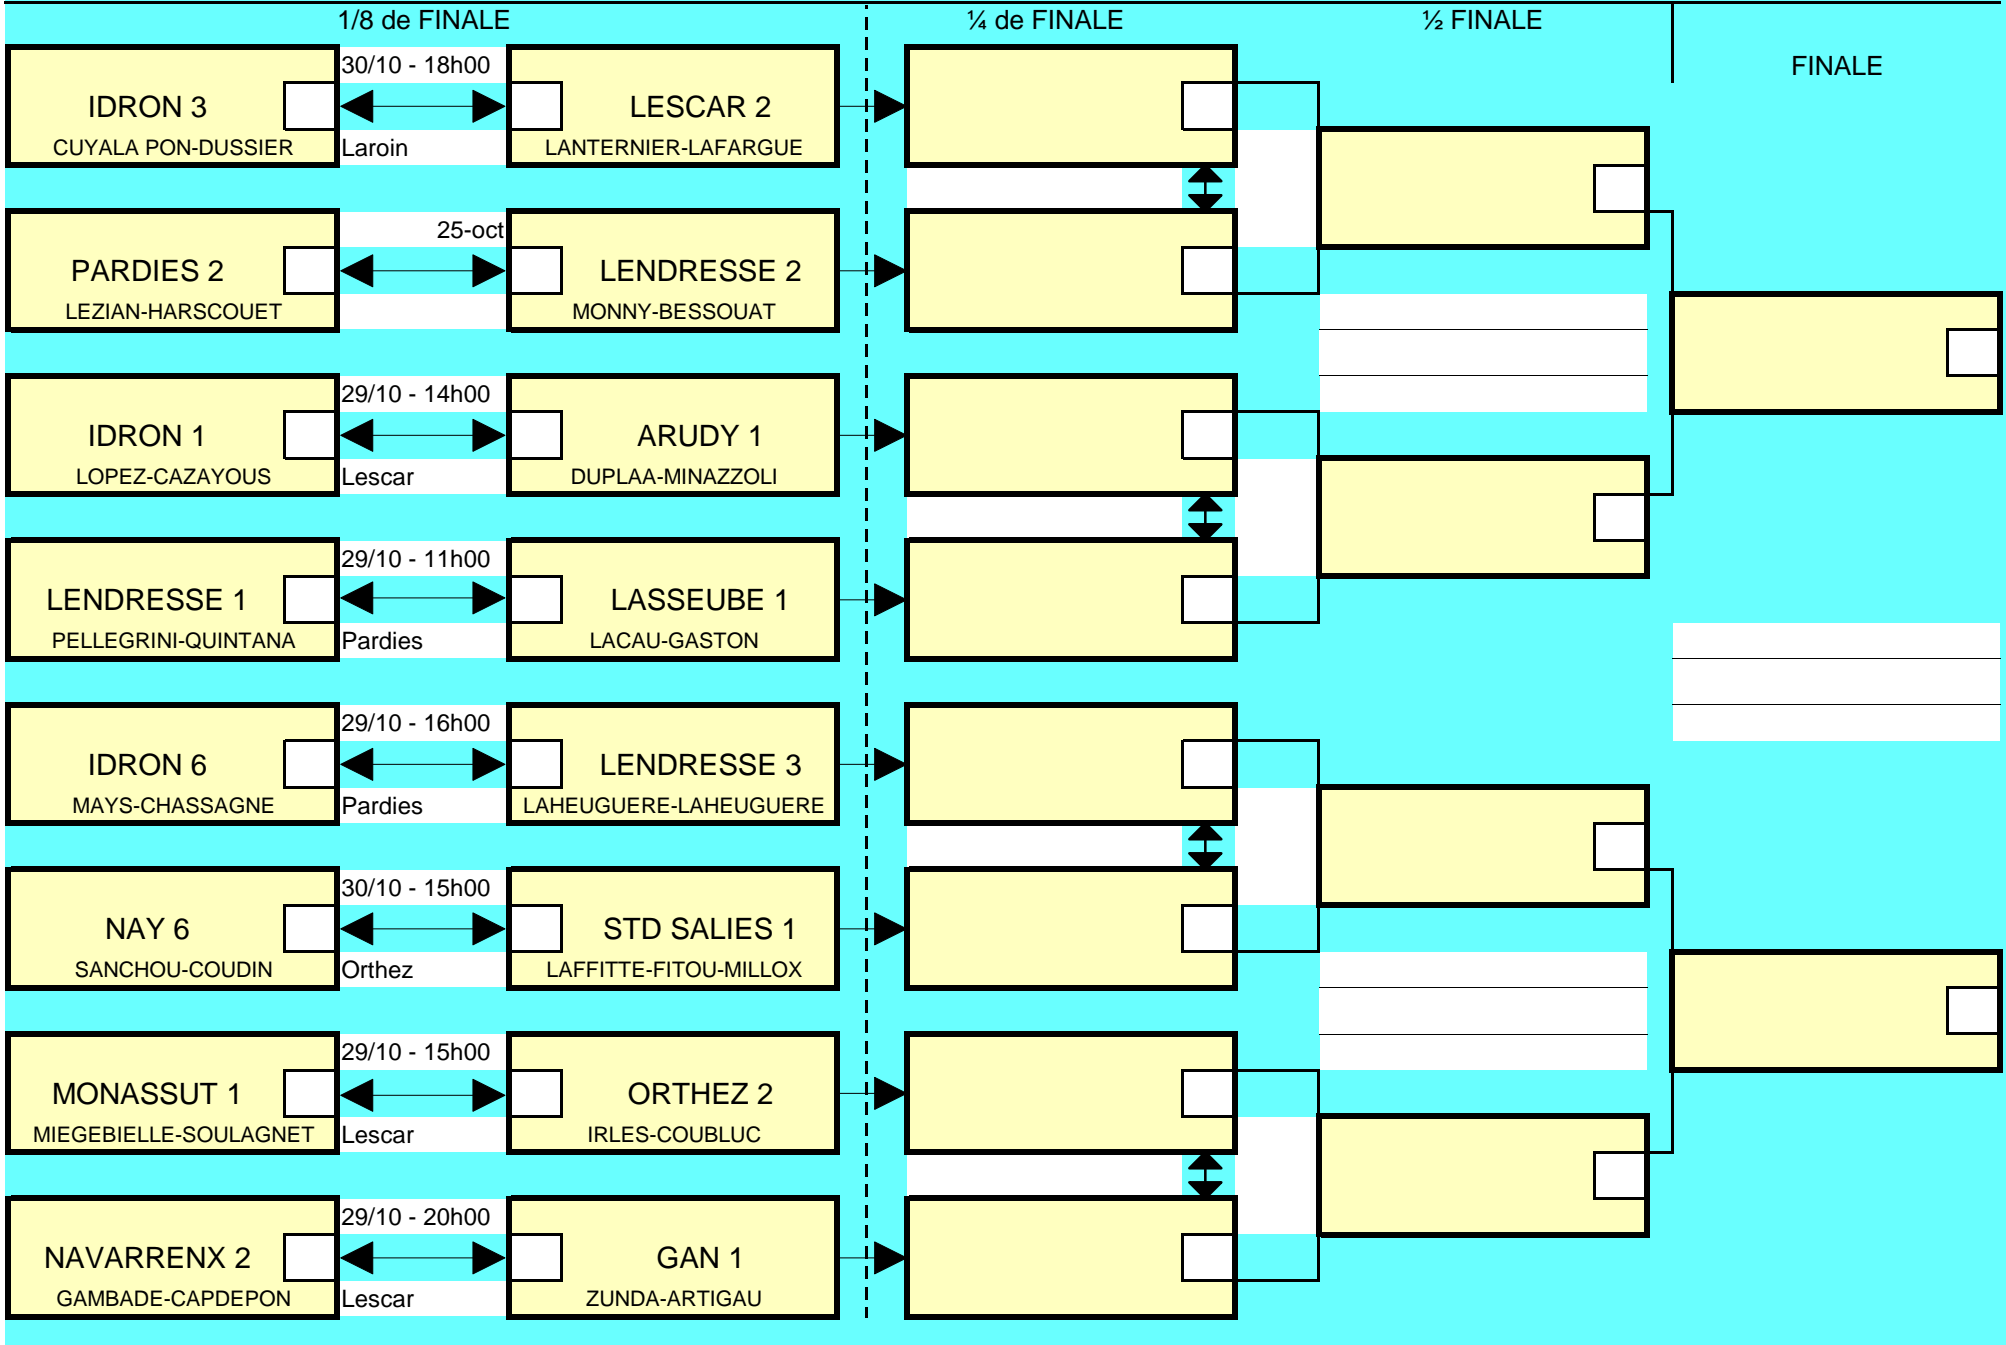 1/8 de FINALE
¼ de FINALE
½ FINALE
FINALE
30/10 - 18h00
IDRON 3
LESCAR 2
CUYALA PON-DUSSIER
Laroin
LANTERNIER-LAFARGUE
25-oct
PARDIES 2
LENDRESSE 2
LEZIAN-HARSCOUET
MONNY-BESSOUAT
29/10 - 14h00
IDRON 1
ARUDY 1
LOPEZ-CAZAYOUS
Lescar
DUPLAA-MINAZZOLI
29/10 - 11h00
LENDRESSE 1
LASSEUBE 1
PELLEGRINI-QUINTANA
Pardies
LACAU-GASTON
29/10 - 16h00
IDRON 6
LENDRESSE 3
MAYS-CHASSAGNE
Pardies
LAHEUGUERE-LAHEUGUERE
30/10 - 15h00
NAY 6
STD SALIES 1
SANCHOU-COUDIN
Orthez
LAFFITTE-FITOU-MILLOX
29/10 - 15h00
MONASSUT 1
ORTHEZ 2
MIEGEBIELLE-SOULAGNET
Lescar
IRLES-COUBLUC
29/10 - 20h00
NAVARRENX 2
GAN 1
GAMBADE-CAPDEPON
Lescar
ZUNDA-ARTIGAU